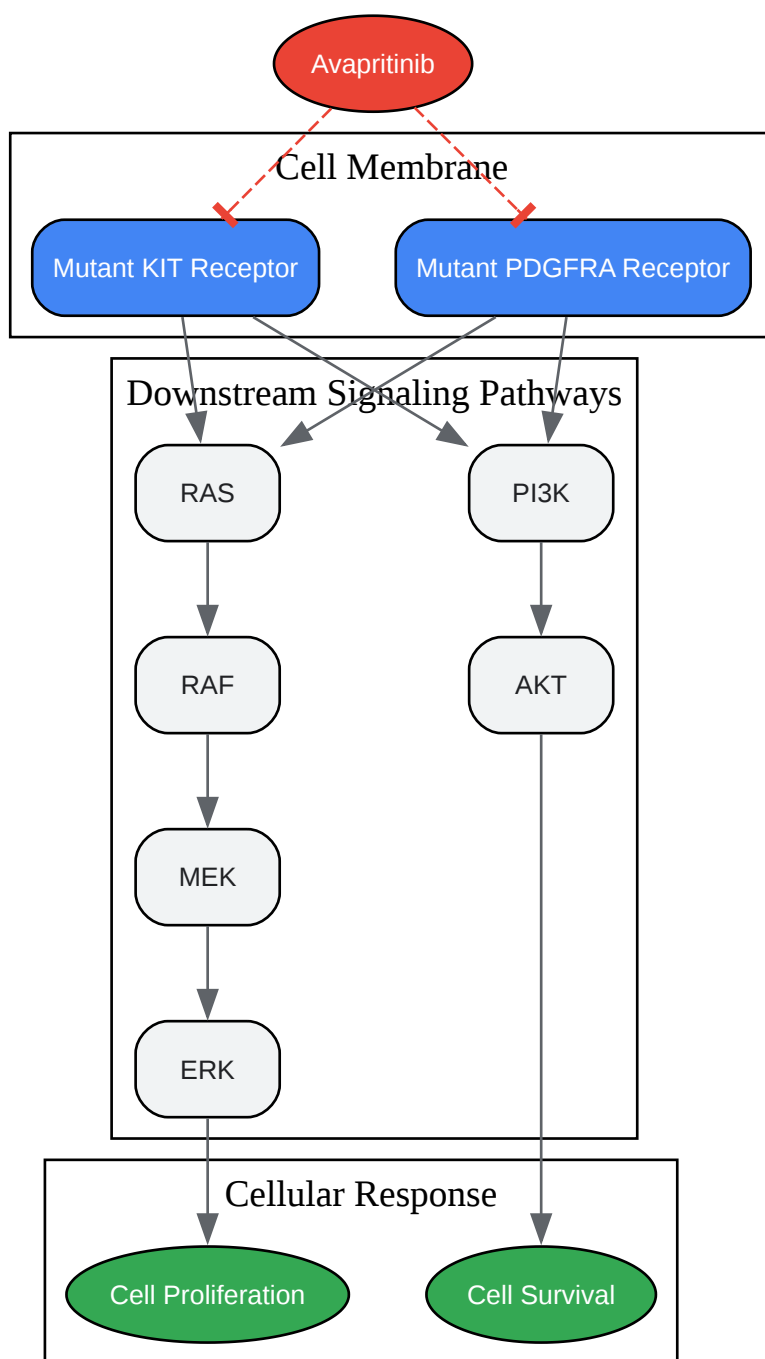 Avapritinib
Cell Membrane
Mutant KIT Receptor
Mutant PDGFRA Receptor
Downstream Signaling Pathways
RAS
PI3K
RAF
AKT
MEK
ERK
Cellular Response
Cell Proliferation
Cell Survival